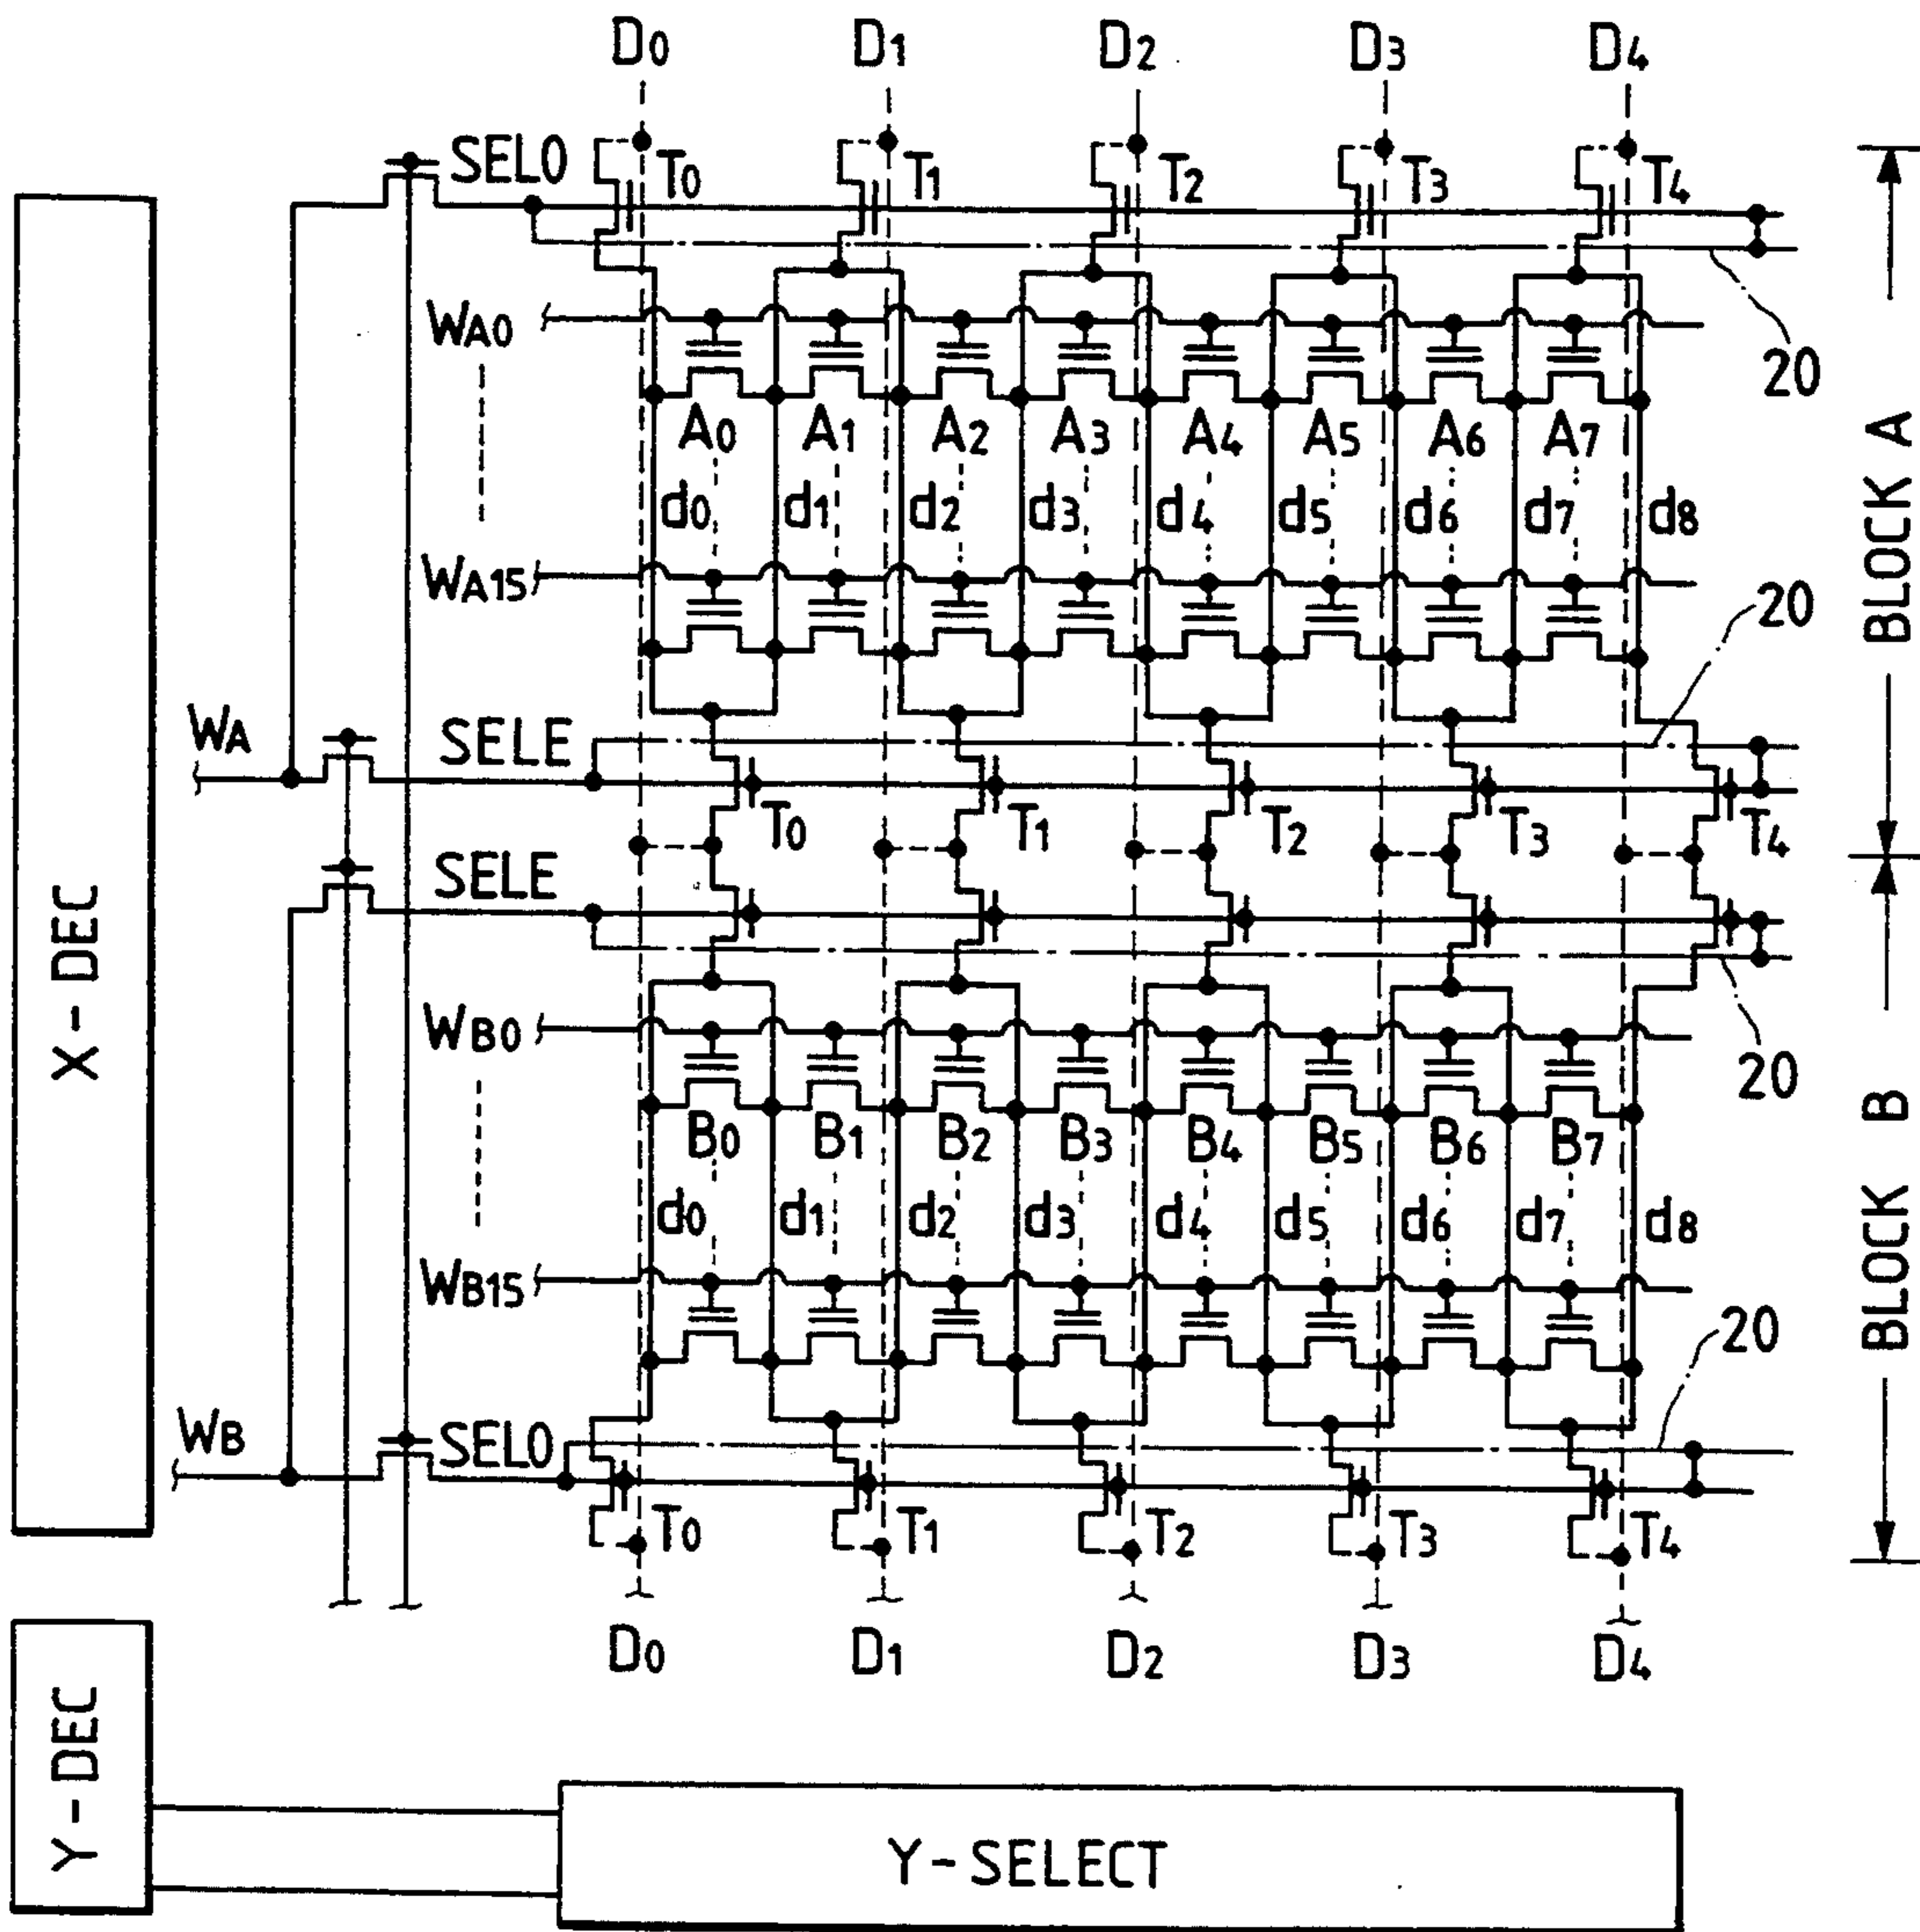 D0 D1 D2 D3 D4
SELO T0 T1 T2 T3 T4
WA0
20
A0 A1 A2 A3 A4 A5 A6 A7
d0 d1 d2 d3 d4 d5 d6 d7 d8
BLOCK A
WA15
20
WA
SELE
T0 T1 T2 T3 T4
SELE
X-DEC
WB0
20
B0 B1 B2 B3 B4 B5 B6 B7
d0 d1 d2 d3 d4 d5 d6 d7 d8
BLOCK B
WB15
20
WB
SELO
T0 T1 T2 T3 T4
D0 D1 D2 D3 D4
Y-DEC
Y-SELECT